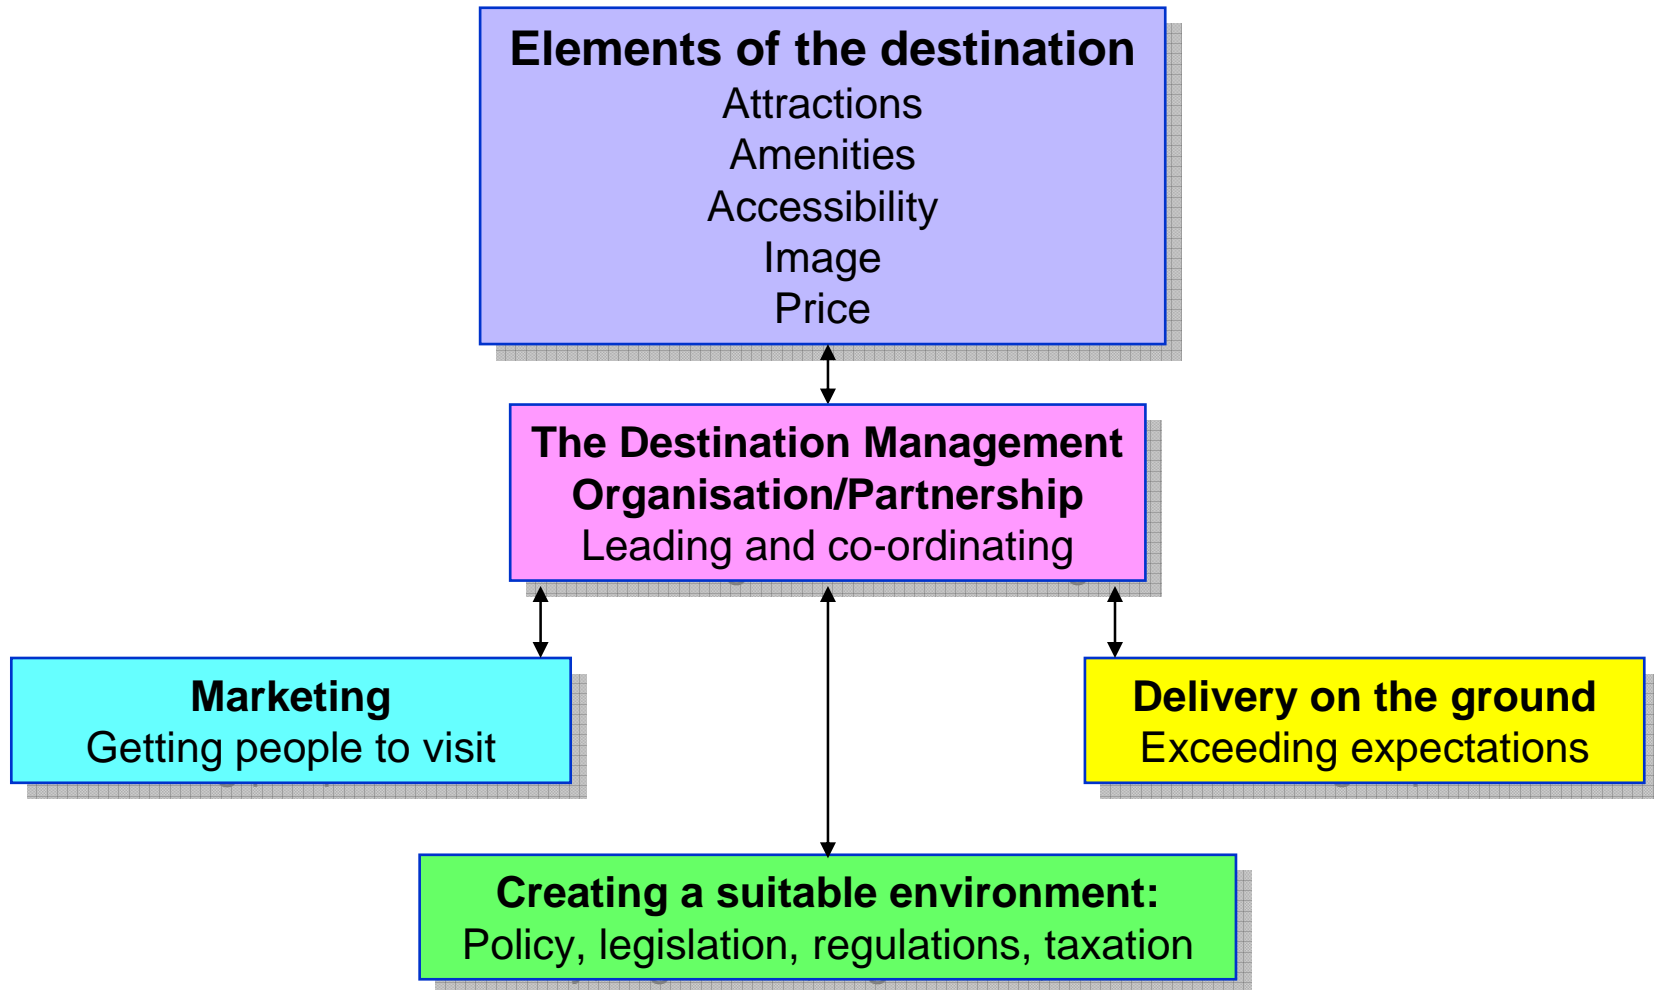 Elements of the destination
Attractions
Amenities
Accessibility
Image
Price
The Destination Management
Organisation/Partnership
Leading and co-ordinating
Marketing
Getting people to visit
Delivery on the ground
Exceeding expectations
Creating a suitable environment:
Policy, legislation, regulations, taxation